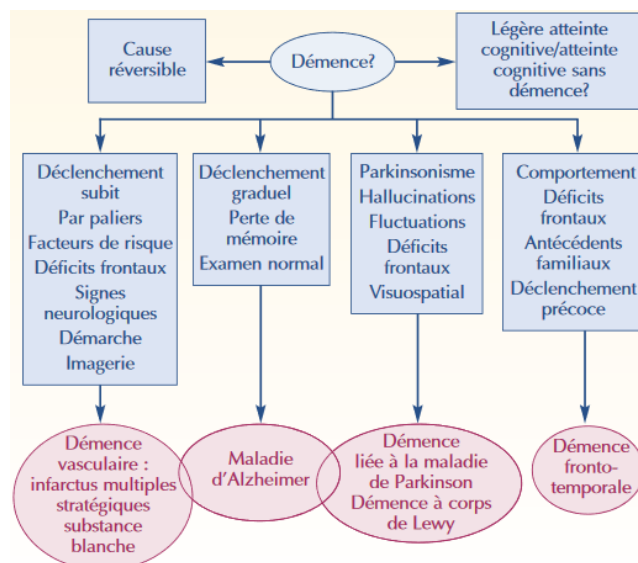 Cause
réversible
Démence?
Légère atteinte
cognitive/atteinte
cognitive sans
démence?
Déclenchement
subit
Par paliers
Facteurs de risque
Déficits frontaux
Signes
neurologiques
Démarche
Imagerie
Déclenchement
graduel
Perte de
mémoire
Examen normal
Parkinsonisme
Hallucinations
Fluctuations
Déficits
frontaux
Visuospatial
Comportement
Déficits
frontaux
Antécédents
familiaux
Déclenchement
précoce
Démence
vasculaire :
infarctus multiples
stratégiques
substance
blanche
Maladie
d'Alzheimer
Démence
liée à la maladie
de Parkinson
Démence à corps
de Lewy
Démence
fronto-
temporale